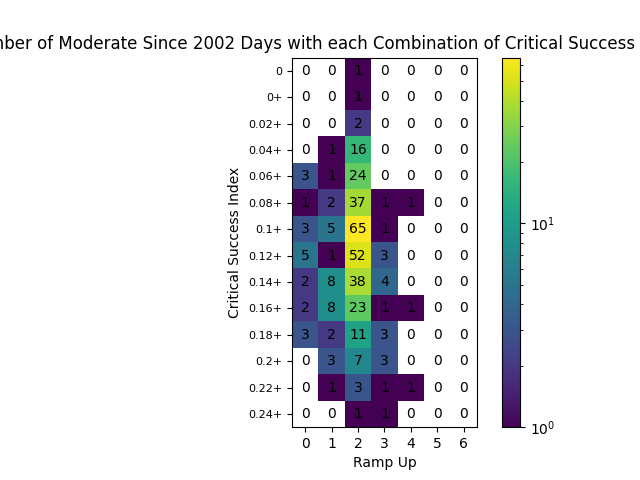 of Moderate Since 2002 Days with each Combination of Critical Success
0 0 0 1 0 0 0 0
0+ 0 0 1 0 0 0 0
0.02+ 0 0 2 0 0 0 0
0.04+ 0 1 16 0 0 0 0
0.06+ 3 1 24 0 0 0 0
0.08+ 1 2 37 1 1 0 0
0.1+ 3 5 65 1 0 0 0
0.12+ 5 1 52 3 0 0 0
0.14+ 2 8 38 4 0 0 0
0.16+ 2 8 23 1 1 0 0
0.18+ 3 2 11 3 0 0 0
0.2+ 0 3 7 3 0 0 0
0.22+ 0 1 3 1 1 0 0
0.24+ 0 0 1 1 0 0 0
0 1 2 3 4 5 6
Ramp Up
Critical Success Index
10¹
10⁰